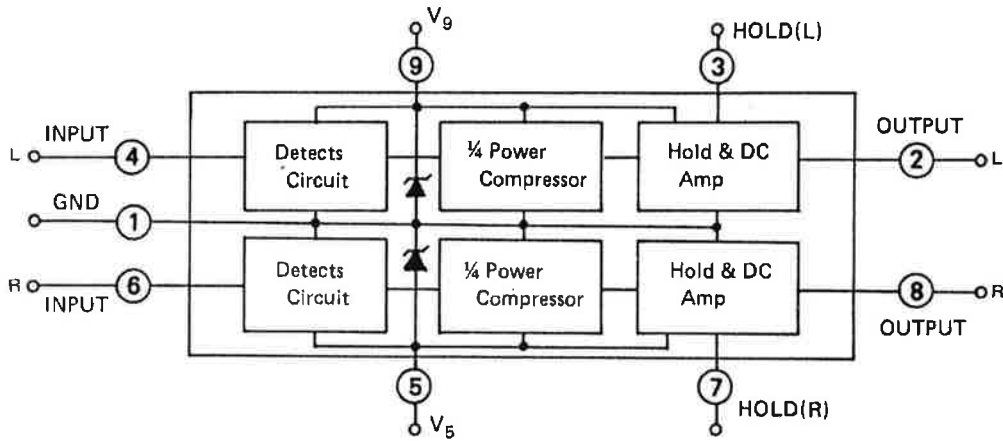 V9
HOLD(L)
9
3
INPUT
OUTPUT
L
4
Detects
Circuit
¼ Power
Compressor
Hold & DC
Amp
2
L
GND
1
R
6
INPUT
Detects
Circuit
¼ Power
Compressor
Hold & DC
Amp
8
R
OUTPUT
5
7
V5
HOLD(R)